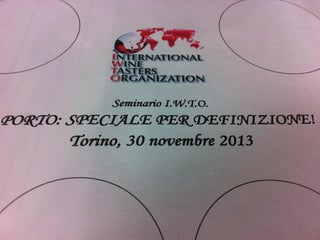 INTERNATIONAL
WINE
TASTERS
ORGANIZATION
Seminario I.W.T.O.
PORTO: SPECIALE PER DEFINIZIONE!
Torino, 30 novembre 2013